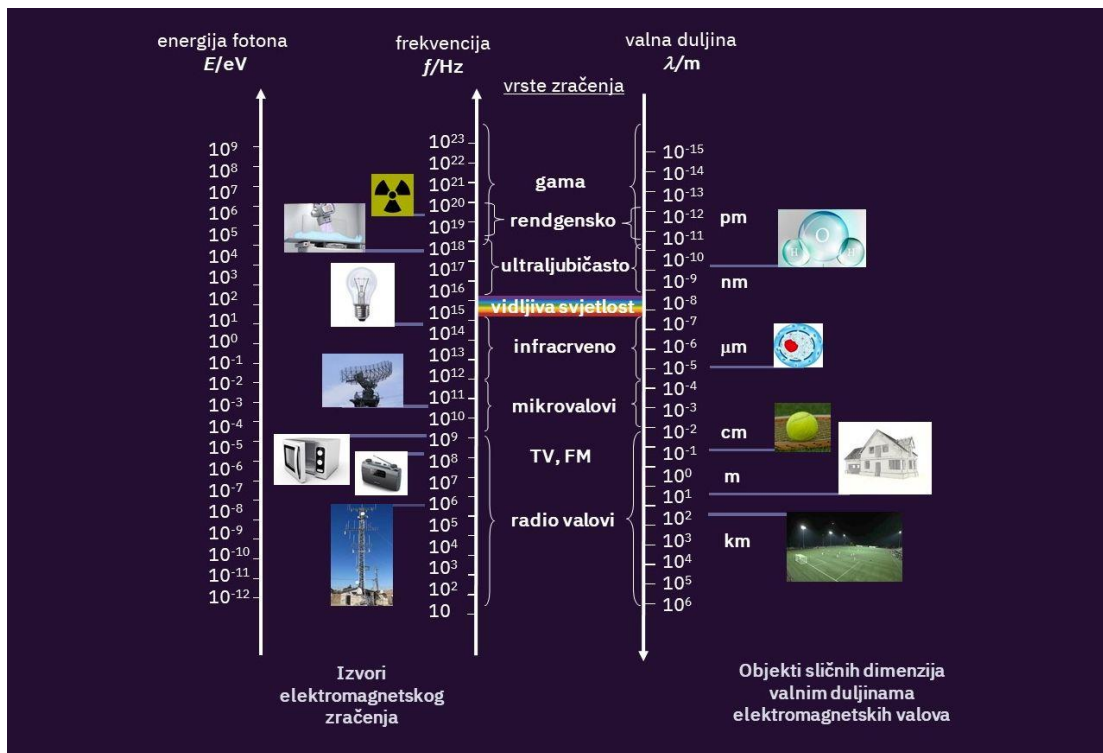 energija fotona
E/eV
frekvencija
f/Hz
valna duljina
λ/m
vrste zračenja
10⁹
10⁸
10⁷
10⁶
10⁵
10⁴
10³
10²
10¹
10⁰
10⁻¹
10⁻²
10⁻³
10⁻⁴
10⁻⁵
10⁻⁶
10⁻⁷
10⁻⁸
10⁻⁹
10⁻¹⁰
10⁻¹¹
10⁻¹²
10²³
10²²
10²¹
10²⁰
10¹⁹
10¹⁸
10¹⁷
10¹⁶
10¹⁵
10¹⁴
10¹³
10¹²
10¹¹
10¹⁰
10⁹
10⁸
10⁷
10⁶
10⁵
10⁴
10³
10²
10
gama
rendgensko
ultraljubičasto
vidljiva svjetlost
infracrveno
mikrovalovi
TV, FM
radio valovi
10⁻¹⁵
10⁻¹⁴
10⁻¹³
10⁻¹²
10⁻¹¹
10⁻¹⁰
10⁻⁹
10⁻⁸
10⁻⁷
10⁻⁶
10⁻⁵
10⁻⁴
10⁻³
10⁻²
10⁻¹
10⁰
10¹
10²
10³
10⁴
10⁵
10⁶
pm
nm
μm
cm
m
km
O
H
H
Izvori
elektromagnetskog
zračenja
Objekti sličnih dimenzija
valnim duljinama
elektromagnetskih valova